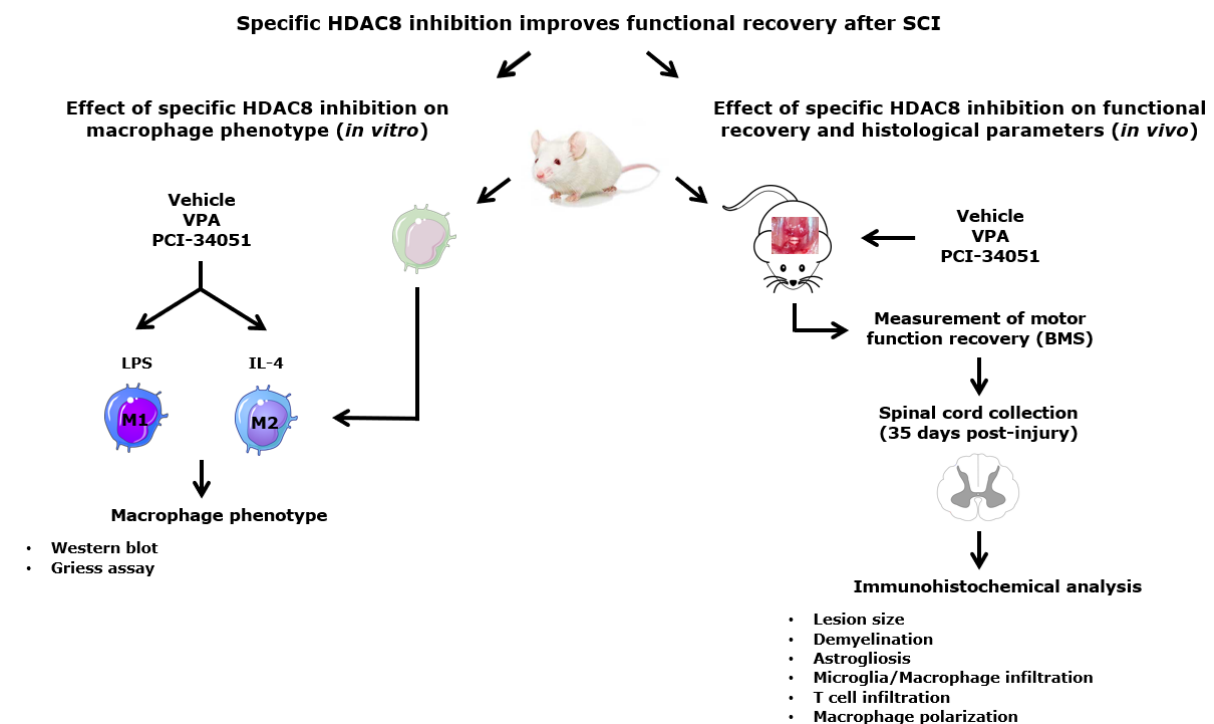 Specific HDAC8 inhibition improves functional recovery after SCI
Effect of specific HDAC8 inhibition on
macrophage phenotype (in vitro)
Vehicle
VPA
PCI-34051
LPS
IL-4
M1
M2
Macrophage phenotype
• Western blot
• Griess assay
Effect of specific HDAC8 inhibition on functional
recovery and histological parameters (in vivo)
Vehicle
VPA
PCI-34051
Measurement of motor
function recovery (BMS)
Spinal cord collection
(35 days post-injury)
Immunohistochemical analysis
• Lesion size
• Demyelination
• Astrogliosis
• Microglia/Macrophage infiltration
• T cell infiltration
• Macrophage polarization